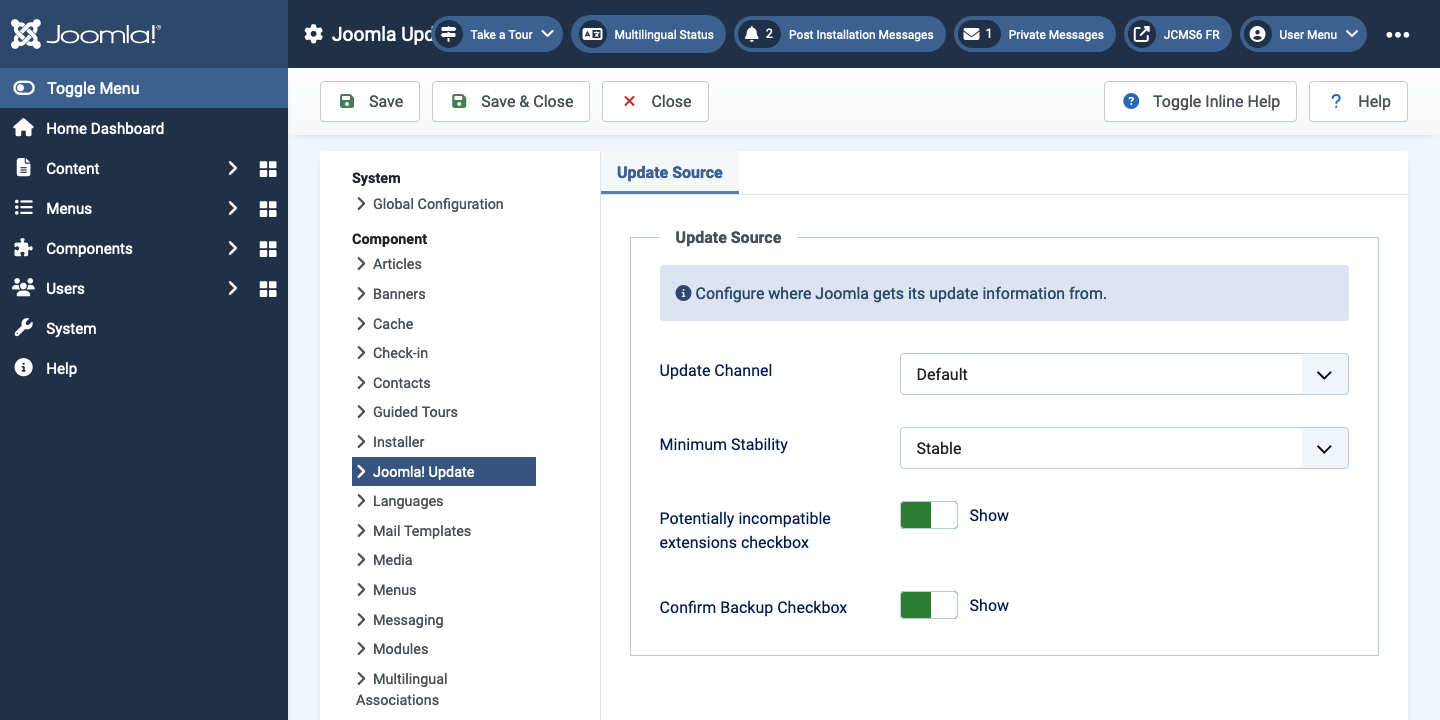 Joomla!®
Joomla Upd
Take a Tour
Multilingual Status
2 Post Installation Messages
1 Private Messages
JCMS6 FR
User Menu
Toggle Menu
Home Dashboard
Content
Menus
Components
Users
System
Help
Save
Save & Close
Close
Toggle Inline Help
Help
System
Global Configuration
Component
Articles
Banners
Cache
Check-in
Contacts
Guided Tours
Installer
Joomla! Update
Languages
Mail Templates
Media
Menus
Messaging
Modules
Multilingual
Associations
Update Source
Update Source
Configure where Joomla gets its update information from.
Update Channel
Default
Minimum Stability
Stable
Potentially incompatible
extensions checkbox
Show
Confirm Backup Checkbox
Show